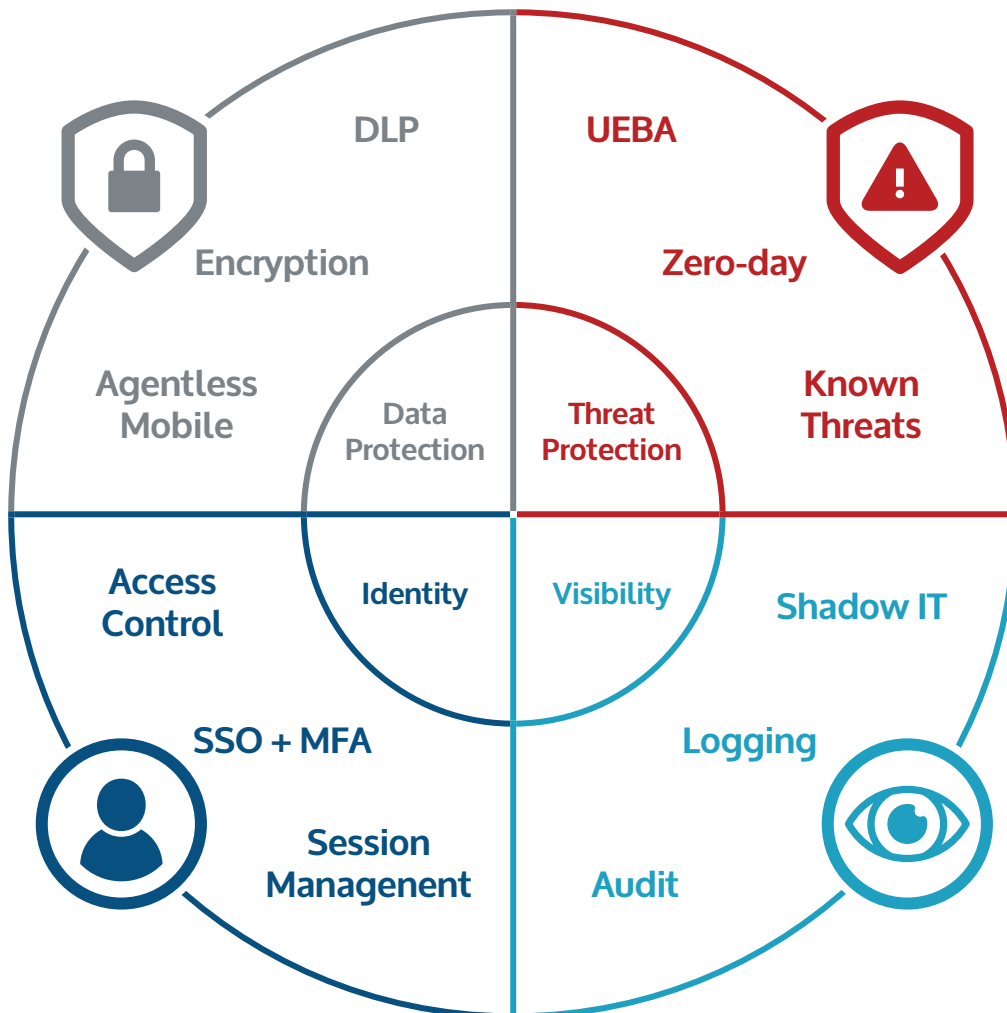 DLP
UEBA
Encryption
Zero-day
Agentless
Mobile
Data
Protection
Threat
Protection
Known
Threats
Access
Control
Identity
Visibility
Shadow IT
SSO + MFA
Logging
Session
Managenent
Audit